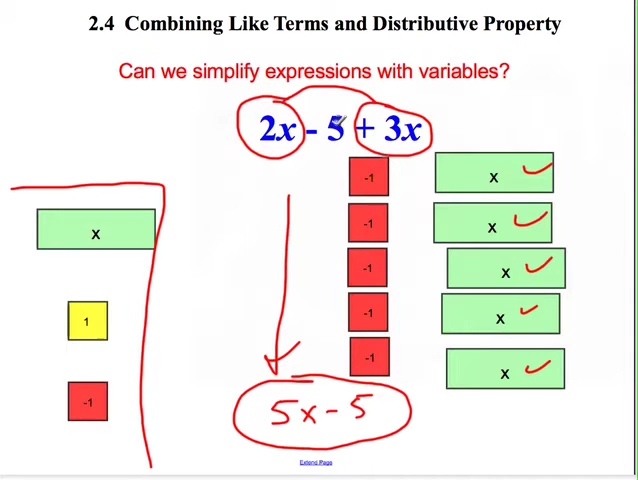 2.4 Combining Like Terms and Distributive Property
Can we simplify expressions with variables?
2x - 5 + 3x
-1 x
-1 x
x
-1 x
1
-1 x
-1 x
-1
5x - 5
Extend Page